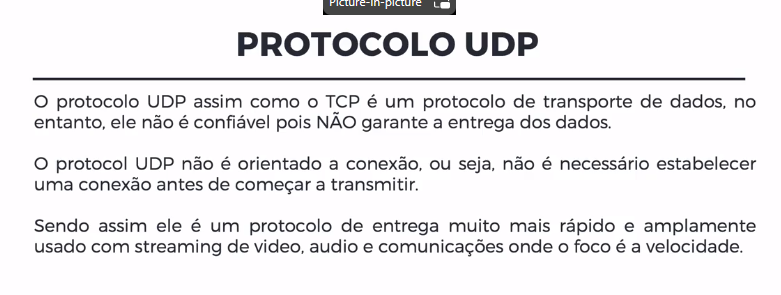 Picture-in-picture
PROTOCOLO UDP
O protocolo UDP assim como o TCP é um protocolo de transporte de dados, no
entanto, ele não é confiável pois NÃO garante a entrega dos dados.
O protocol UDP não é orientado a conexão, ou seja, não é necessário estabelecer
uma conexão antes de começar a transmitir.
Sendo assim ele é um protocolo de entrega muito mais rápido e amplamente
usado com streaming de video, audio e comunicações onde o foco é a velocidade.